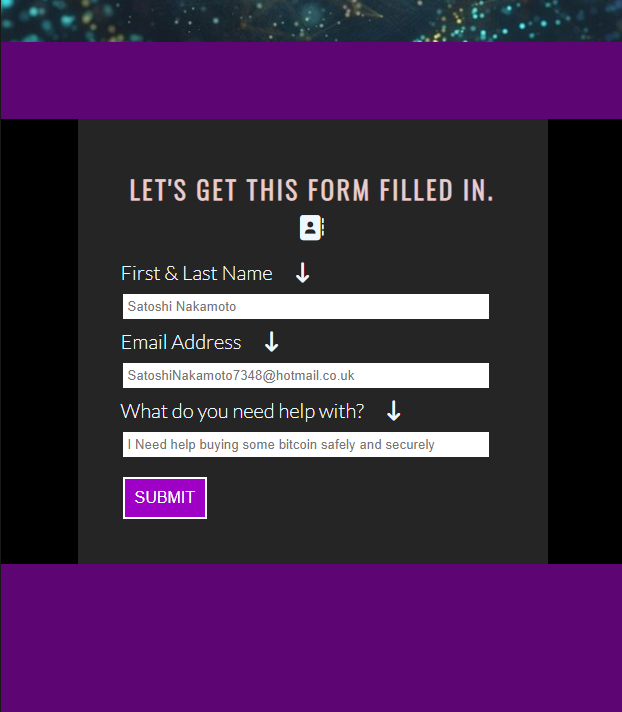 LET'S GET THIS FORM FILLED IN.
First & Last Name
Satoshi Nakamoto
Email Address
SatoshiNakamoto7348@hotmail.co.uk
What do you need help with?
I Need help buying some bitcoin safely and securely
SUBMIT